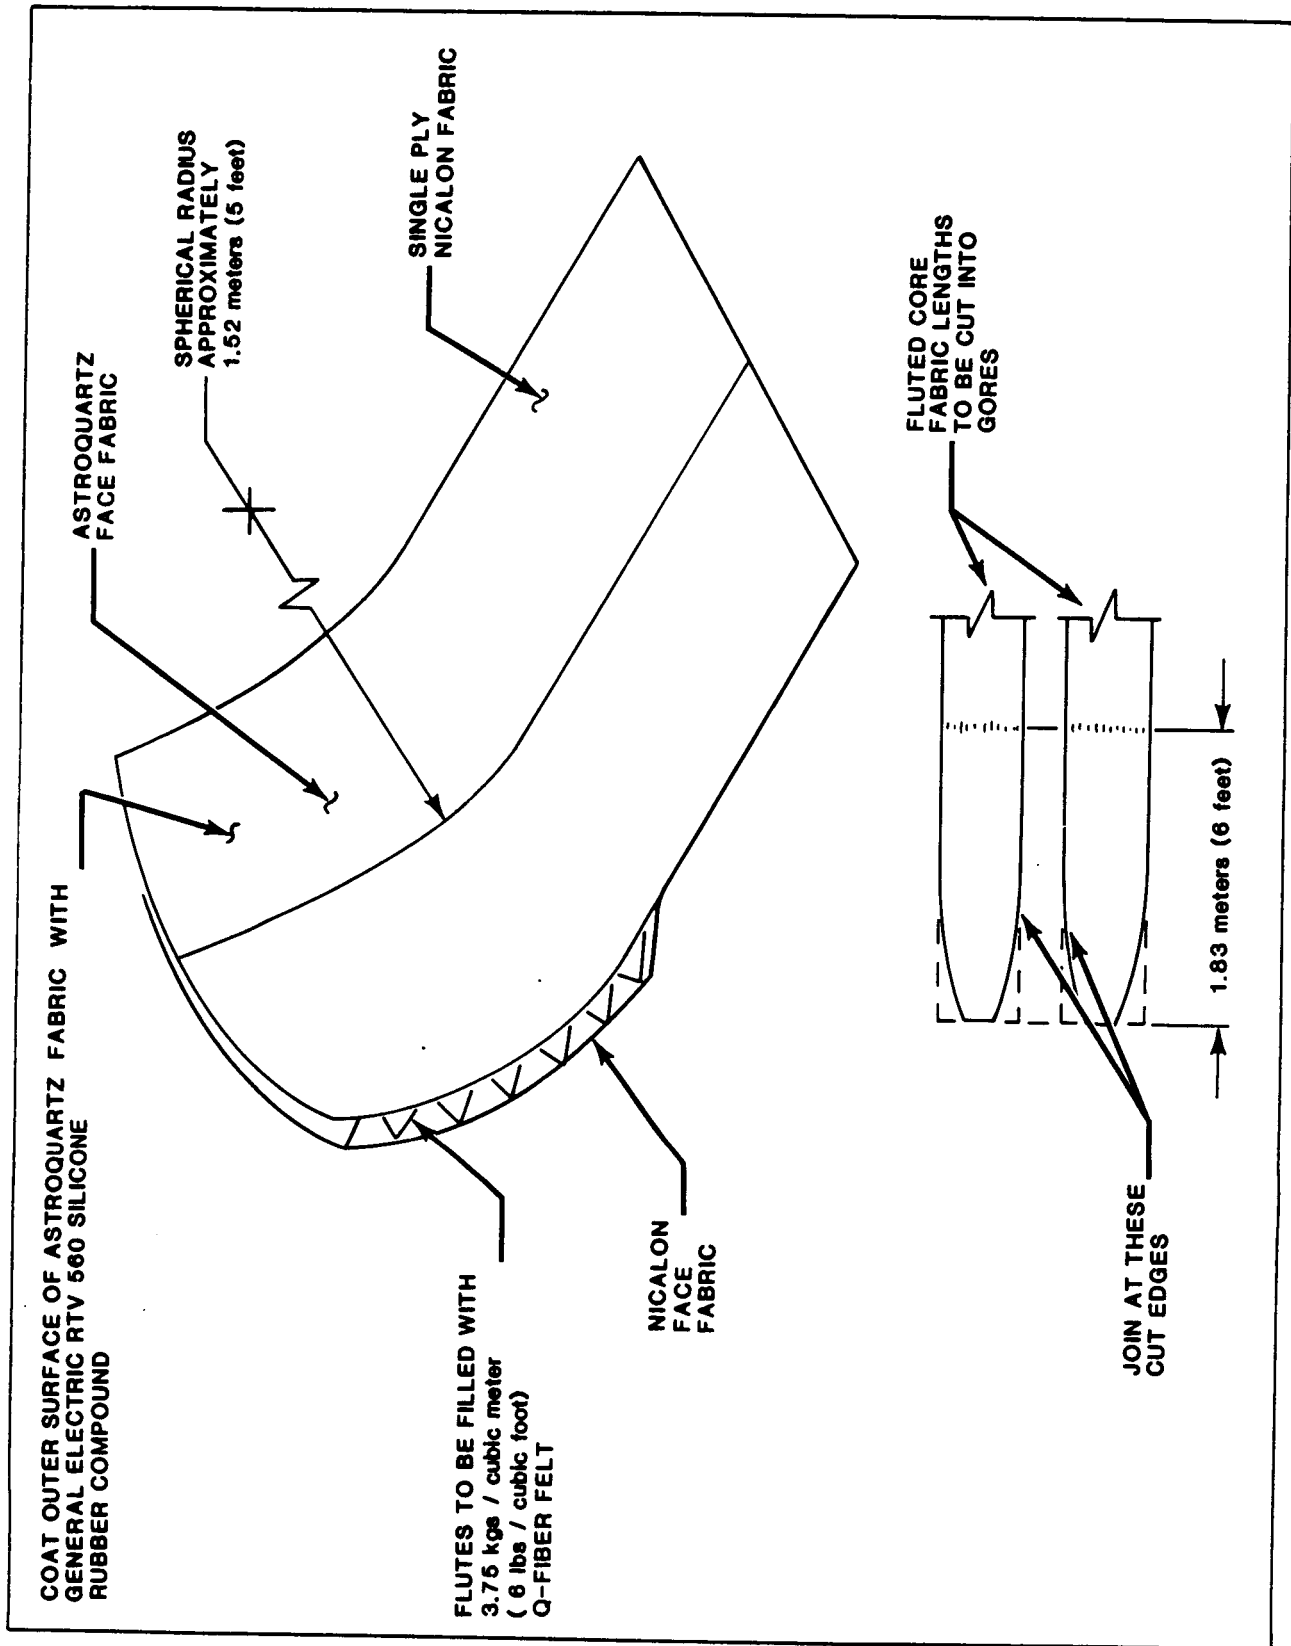 COAT OUTER SURFACE OF ASTROQUARTZ FABRIC WITH
GENERAL ELECTRIC RTV 560 SILICONE
RUBBER COMPOUND
ASTROQUARTZ
FACE FABRIC
SPHERICAL RADIUS
APPROXIMATELY
1.52 meters (5 feet)
SINGLE PLY
NICALON FABRIC
FLUTES TO BE FILLED WITH
3.75 kgs / cubic meter
( 6 lbs / cubic foot)
Q-FIBER FELT
NICALON
FACE
FABRIC
FLUTED CORE
FABRIC LENGTHS
TO BE CUT INTO
GORES
1.83 meters (6 feet)
JOIN AT THESE
CUT EDGES